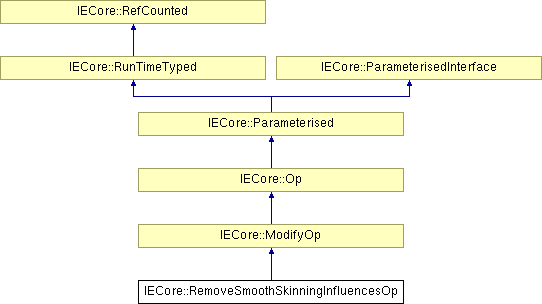 IECore::RefCounted
IECore::RunTimeTyped
IECore::ParameterisedInterface
IECore::Parameterised
IECore::Op
IECore::ModifyOp
IECore::RemoveSmoothSkinningInfluencesOp